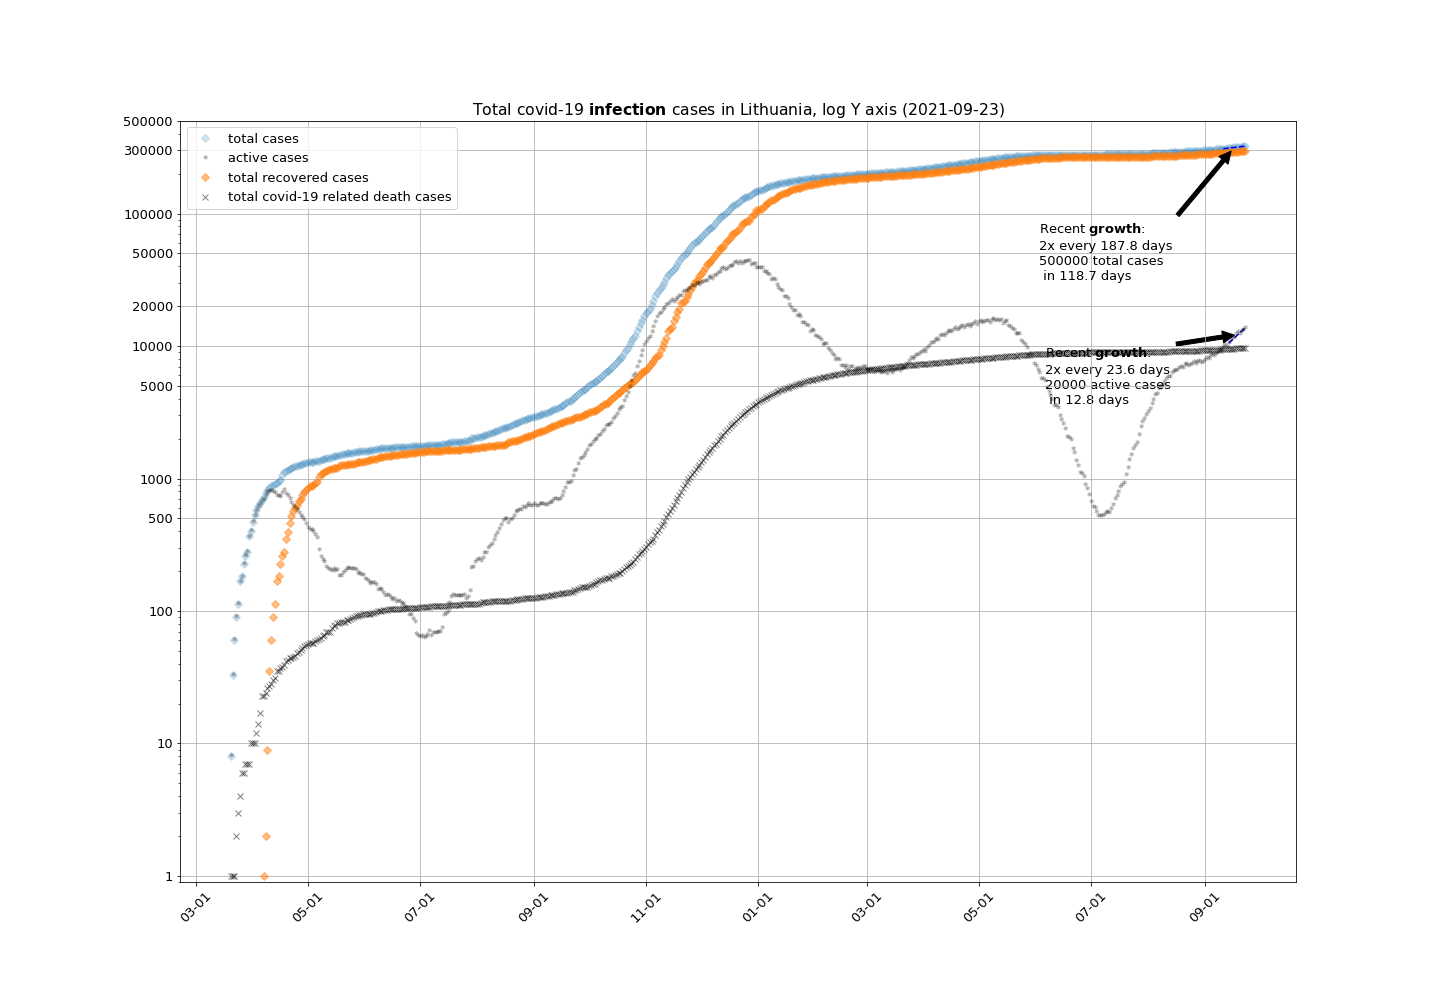 Total covid-19 infection cases in Lithuania, log Y axis (2021-09-23)
500000
300000
100000
50000
20000
10000
5000
1000
500
100
10
1
total cases
active cases
total recovered cases
total covid-19 related death cases
Recent growth:
2x every 187.8 days
500000 total cases
in 118.7 days
Recent growth:
2x every 23.6 days
20000 active cases
in 12.8 days
03-01
05-01
07-01
09-01
11-01
01-01
03-01
05-01
07-01
09-01